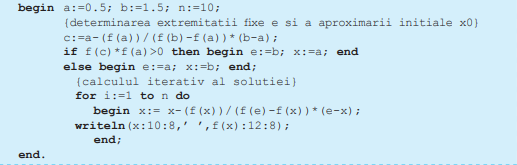 begin a:=0.5; b:=1.5; n:=10;
{determinarea extremitatii fixe e si a aproximarii initiale x0}
c:=a-(f(a))/(f(b)-f(a))*(b-a);
if f(c)*f(a)>0 then begin e:=b; x:=a; end
else begin e:=a; x:=b; end;
{calculul iterativ al solutiei}
for i:=1 to n do
begin x:= x-(f(x))/(f(e)-f(x))*(e-x);
writeln(x:10:8,' ',f(x):12:8);
end;
end.